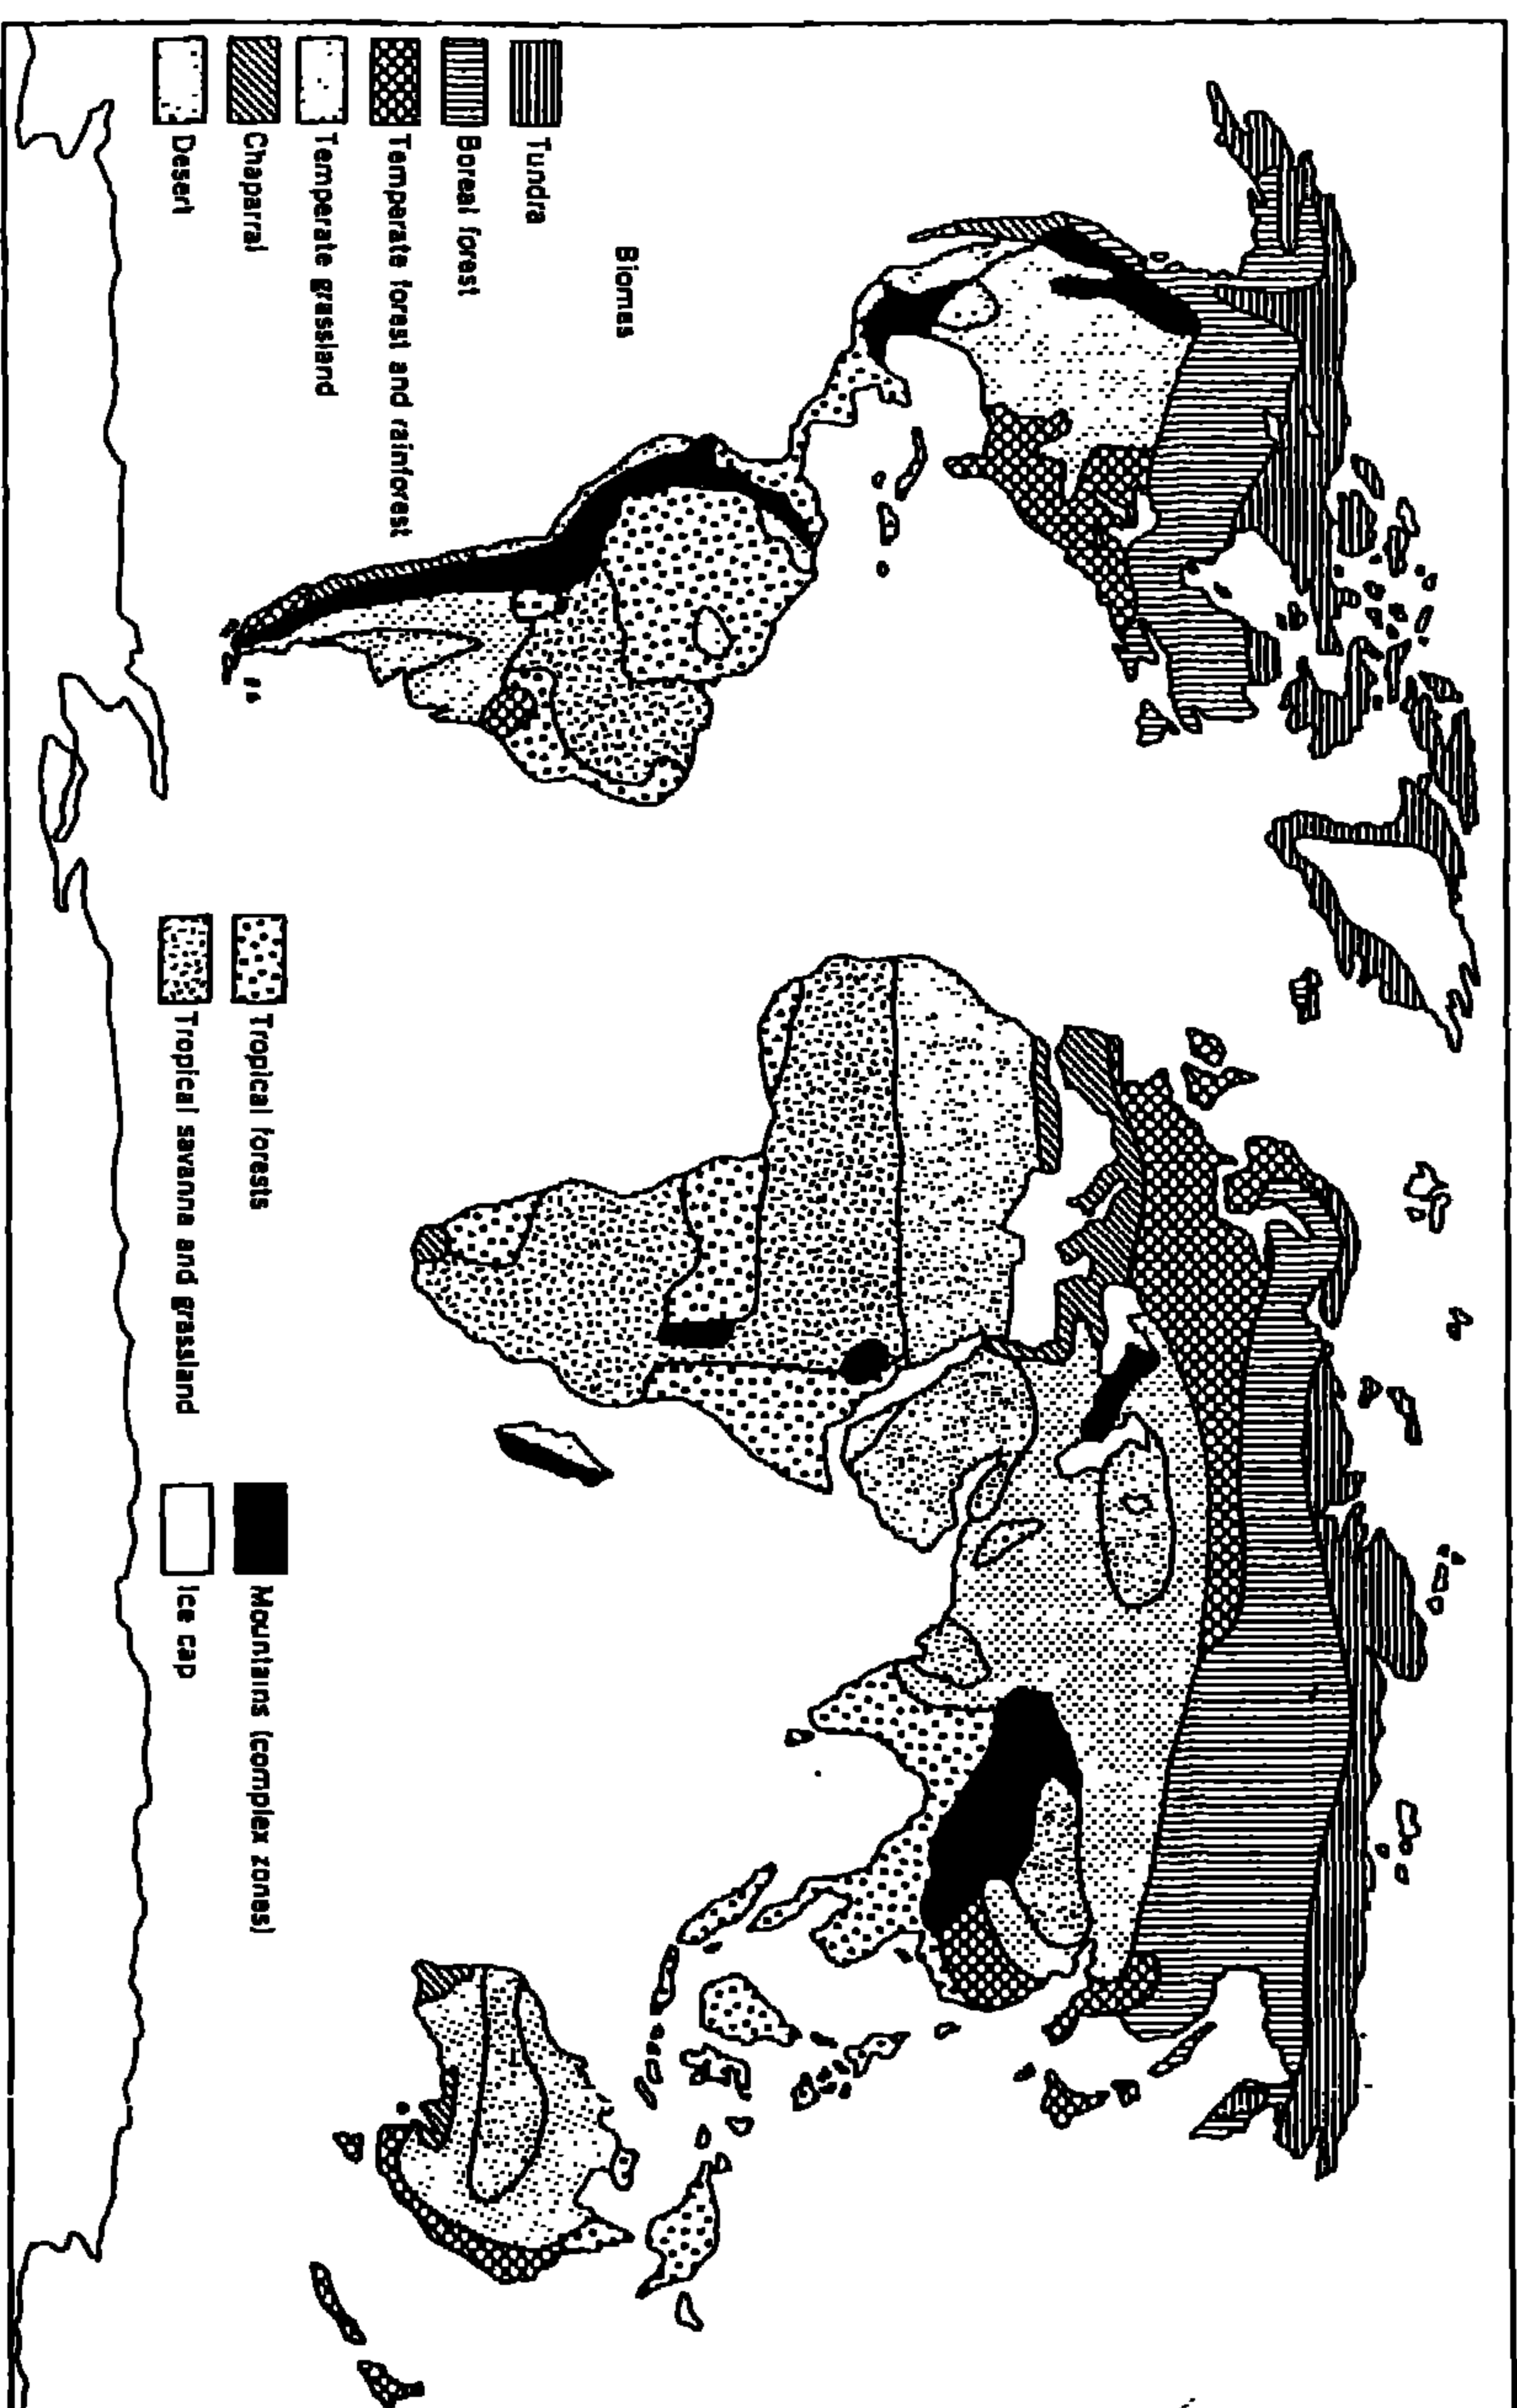 Biomes
Tundra
Boreal forest
Temperate forest and rainforest
Temperate grassland
Chaparral
Desert
Tropical forests
Tropical savanna and grassland
Mountains (complex zones)
Ice cap